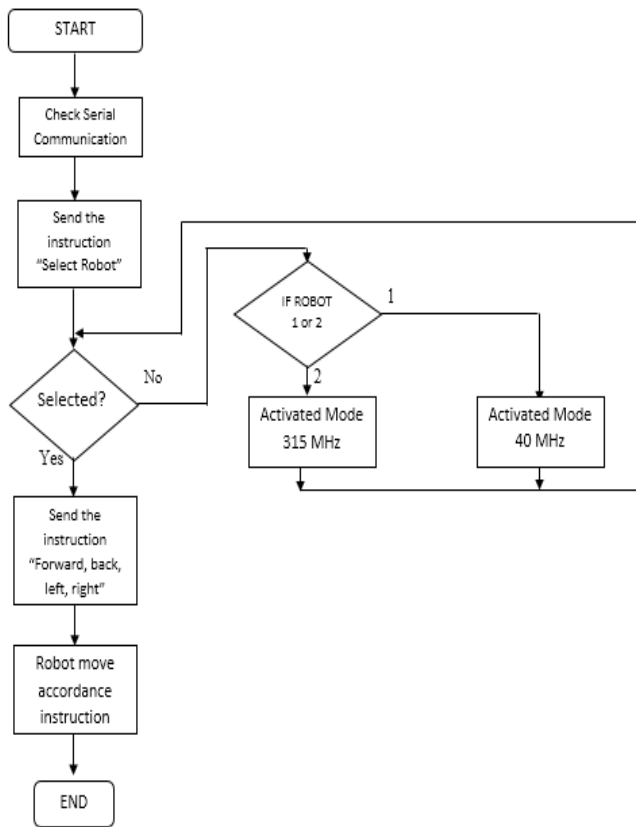 START
Check Serial
Communication
Send the
instruction
“Select Robot”
No
Selected?
Yes
IF ROBOT
1 or 2
1
2
Activated Mode
315 MHz
Activated Mode
40 MHz
Send the
instruction
“Forward, back,
left, right”
Robot move
accordance
instruction
END